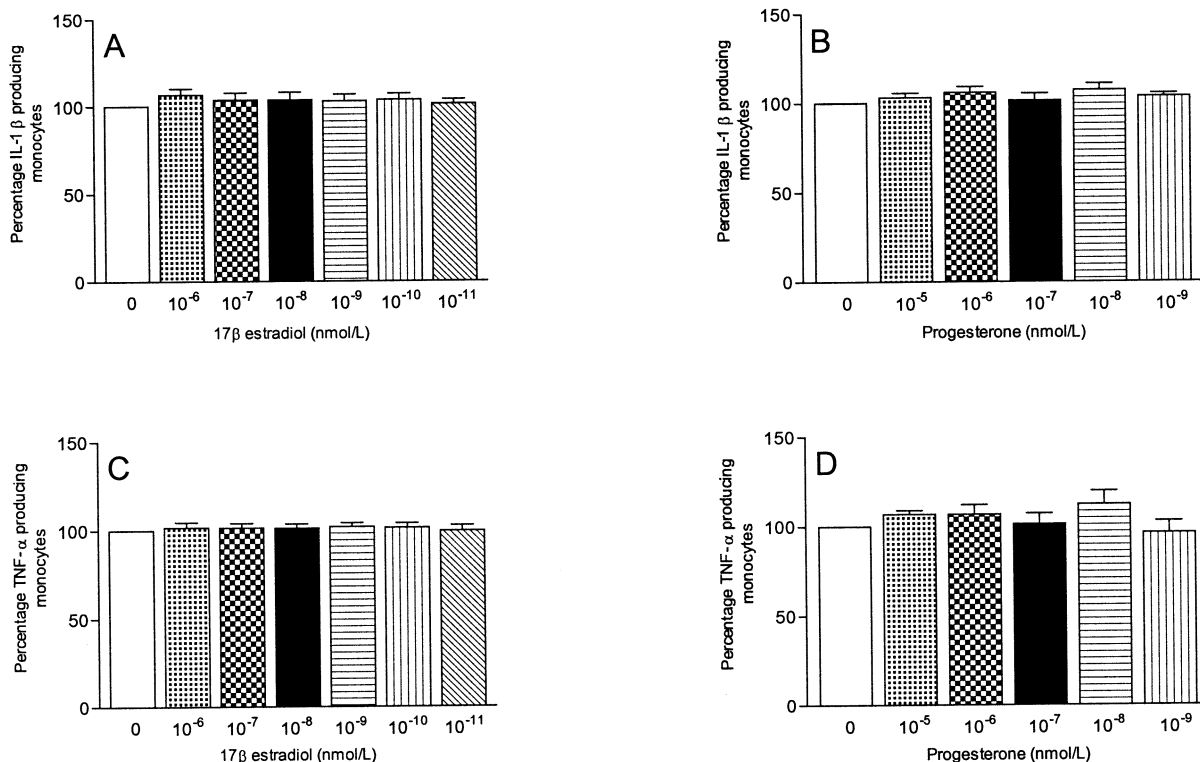 A
Percentage IL-1 β producing
monocytes
150
100
50
0
0 10⁻⁶ 10⁻⁷ 10⁻⁸ 10⁻⁹ 10⁻¹⁰ 10⁻¹¹
17β estradiol (nmol/L)
B
Percentage IL-1 β producing
monocytes
150
100
50
0
0 10⁻⁵ 10⁻⁶ 10⁻⁷ 10⁻⁸ 10⁻⁹
Progesterone (nmol/L)
C
Percentage TNF-α producing
monocytes
150
100
50
0
0 10⁻⁶ 10⁻⁷ 10⁻⁸ 10⁻⁹ 10⁻¹⁰ 10⁻¹¹
17β estradiol (nmol/L)
D
Percentage TNF-α producing
monocytes
150
100
50
0
0 10⁻⁵ 10⁻⁶ 10⁻⁷ 10⁻⁸ 10⁻⁹
Progesterone (nmol/L)